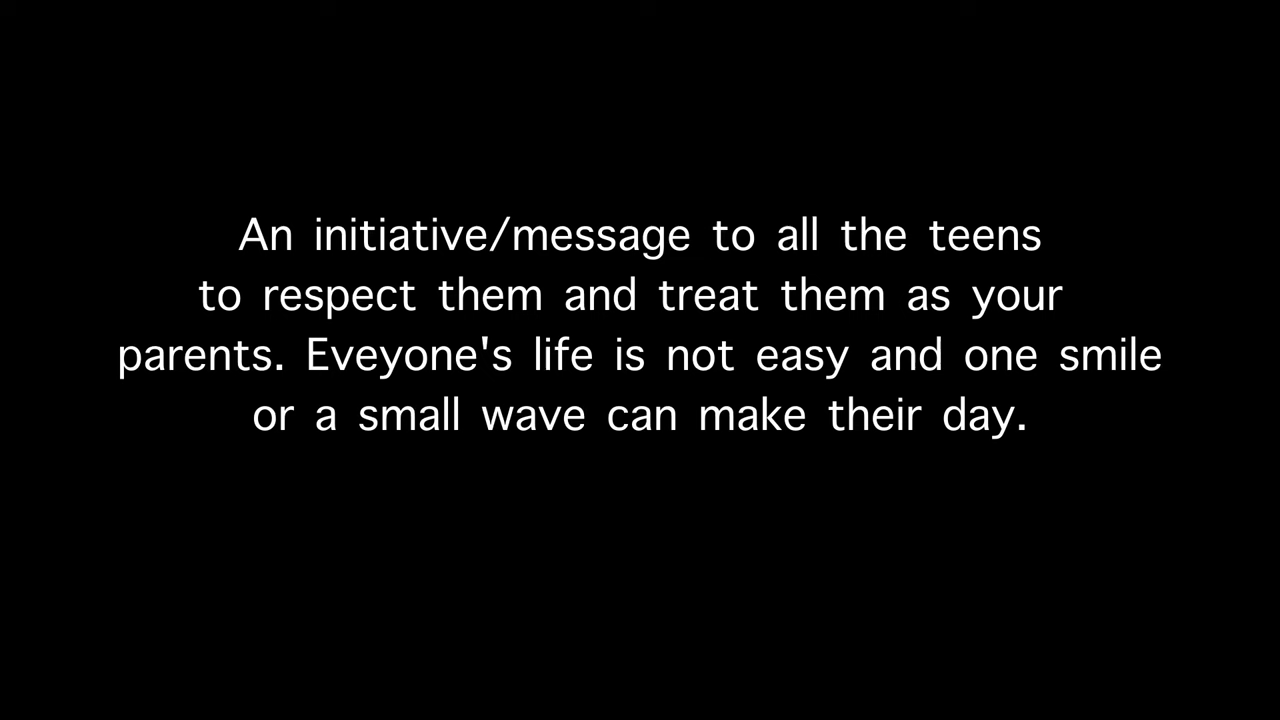 An initiative/message to all the teens
to respect them and treat them as your
parents. Eveyone's life is not easy and one smile
or a small wave can make their day.